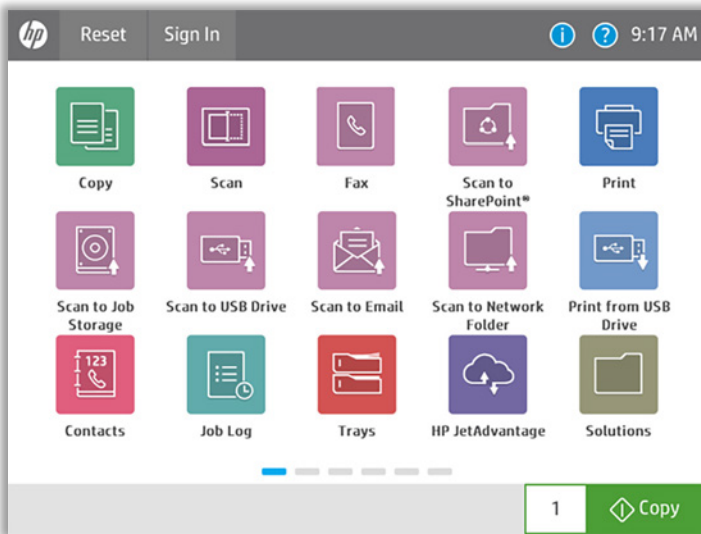 hp Reset Sign In i ? 9:17 AM
Copy Scan Fax Scan to SharePoint® Print
Scan to Job Storage Scan to USB Drive Scan to Email Scan to Network Folder Print from USB Drive
123
Contacts Job Log Trays HP JetAdvantage Solutions
1 Copy